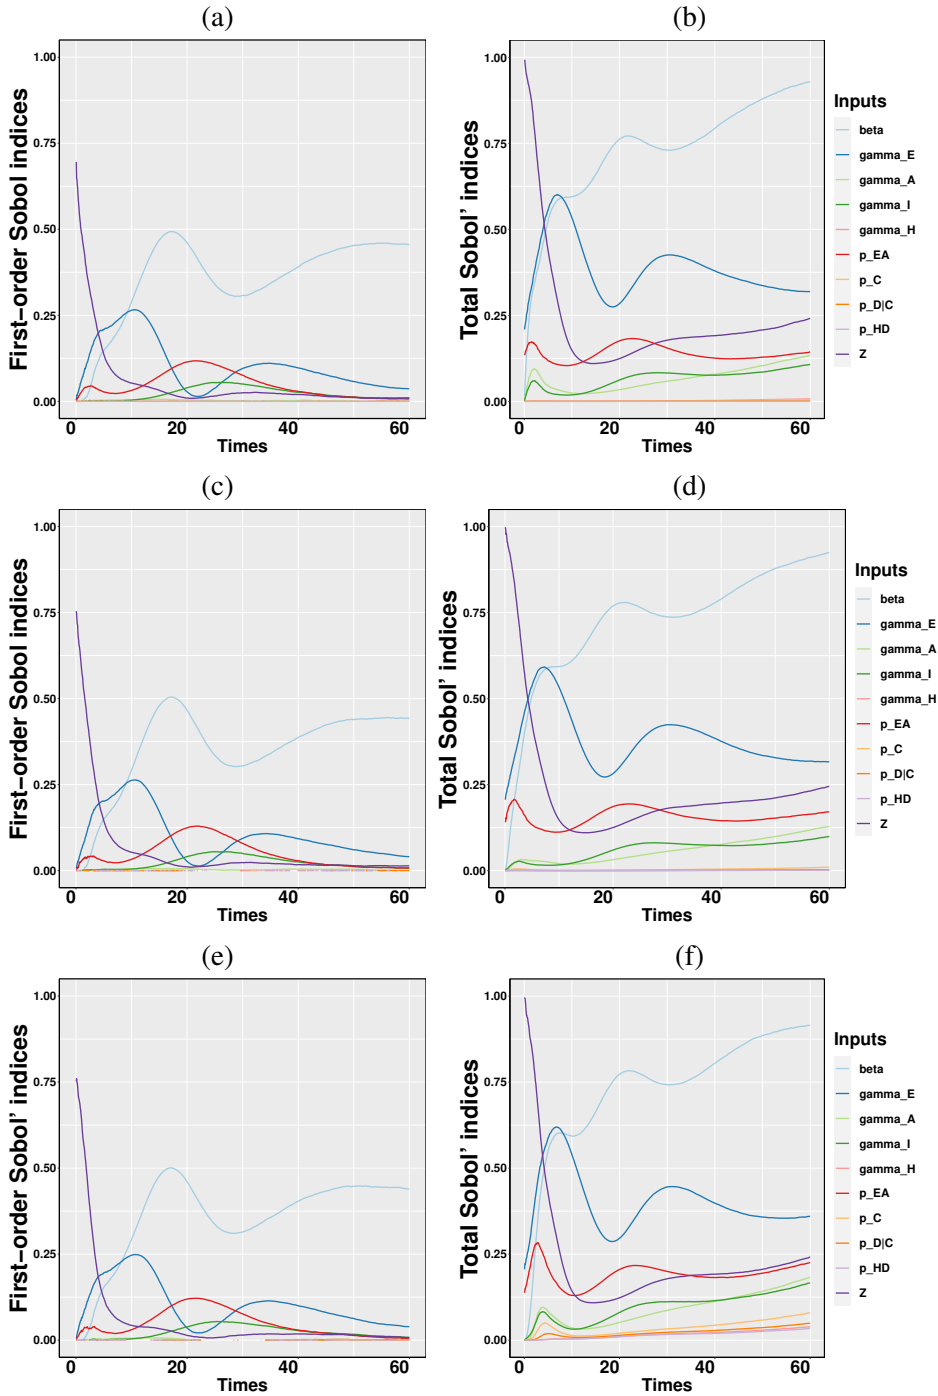 (a)
First−order Sobol indices
1.00
0.75
0.50
0.25
0.00
0
20
40
60
Times
(b)
Total Sobol' indices
1.00
0.75
0.50
0.25
0.00
0
20
40
60
Times
Inputs
beta
gamma_E
gamma_A
gamma_I
gamma_H
p_EA
p_C
p_D|C
p_HD
Z
(c)
First−order Sobol indices
1.00
0.75
0.50
0.25
0.00
0
20
40
60
Times
(d)
Total Sobol' indices
1.00
0.75
0.50
0.25
0.00
0
20
40
60
Times
Inputs
beta
gamma_E
gamma_A
gamma_I
gamma_H
p_EA
p_C
p_D|C
p_HD
Z
(e)
First−order Sobol' indices
1.00
0.75
0.50
0.25
0.00
0
20
40
60
Times
(f)
Total Sobol' indices
1.00
0.75
0.50
0.25
0.00
0
20
40
60
Times
Inputs
beta
gamma_E
gamma_A
gamma_I
gamma_H
p_EA
p_C
p_D|C
p_HD
Z